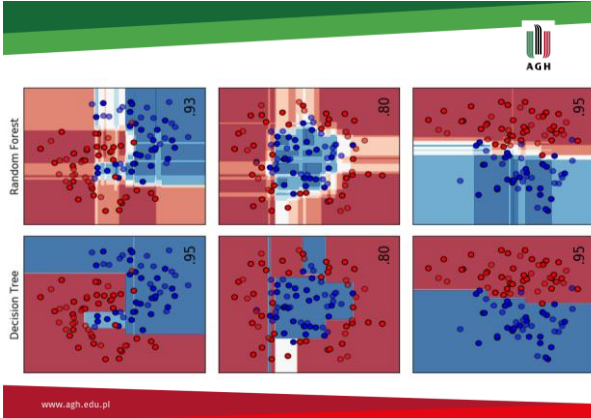 AGH
Random Forest
.93
.80
.95
Decision Tree
.95
.80
.95
www.agh.edu.pl